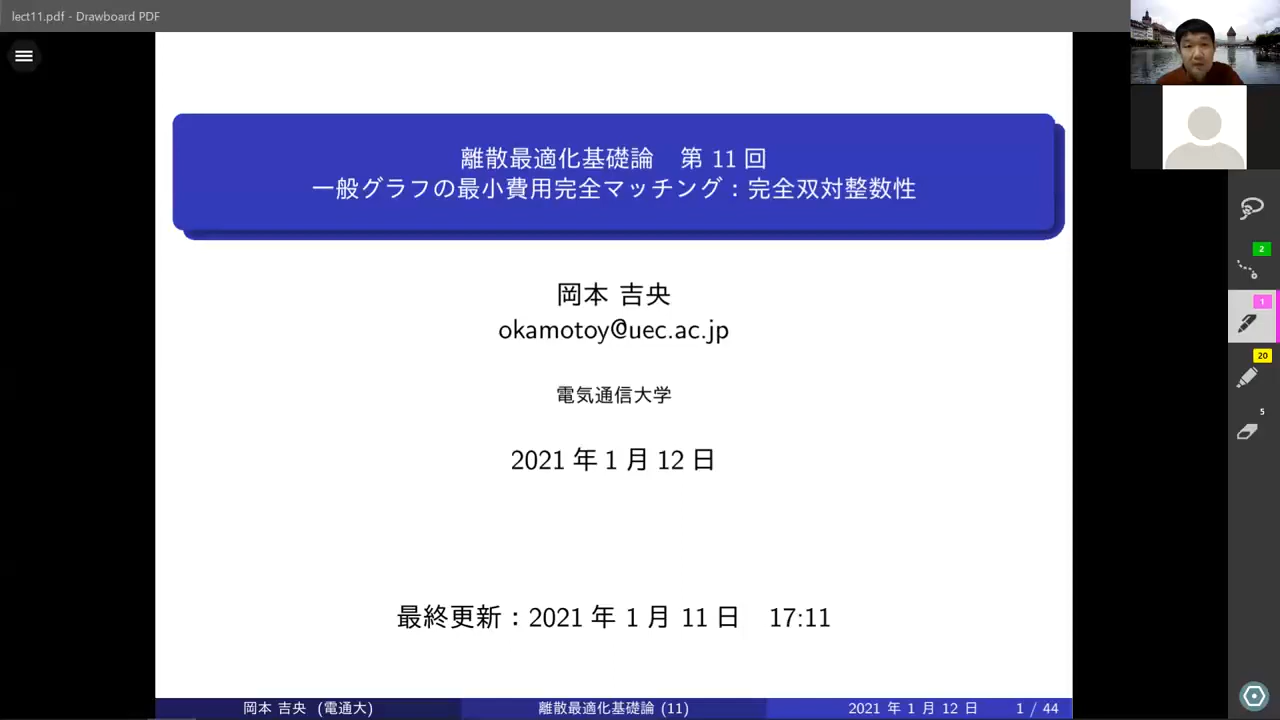 lect11.pdf - Drawboard PDF
離散最適化基礎論　第 11 回
一般グラフの最小費用完全マッチング：完全双対整数性
岡本 吉央
okamotoy@uec.ac.jp
電気通信大学
2021 年 1 月 12 日
最終更新：2021 年 1 月 11 日　17:11
岡本 吉央　(電通大)
離散最適化基礎論 (11)
2021 年 1 月 12 日
1 / 44
2
1
20
5